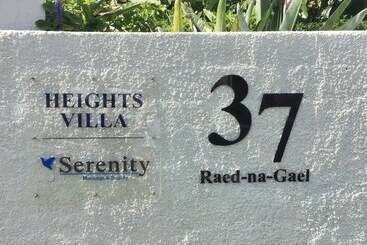 HEIGHTS
VILLA
Serenity
37
Raed-na-Gael